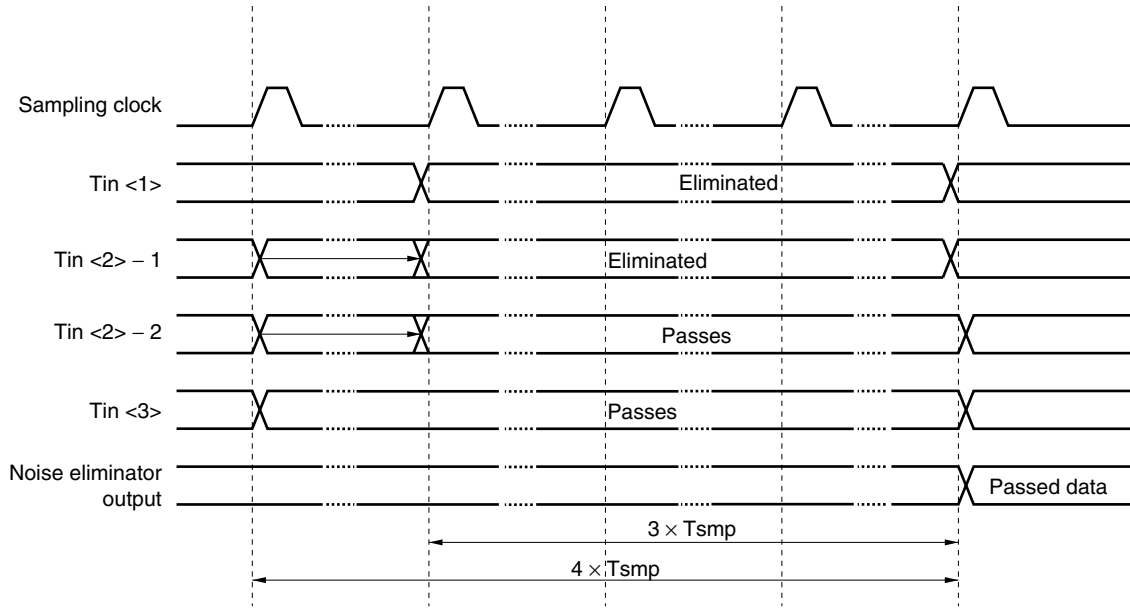 Sampling clock
Tin <1>
Eliminated
Tin <2> – 1
Eliminated
Tin <2> – 2
Passes
Tin <3>
Passes
Noise eliminator
output
Passed data
3 × Tsmp
4 × Tsmp